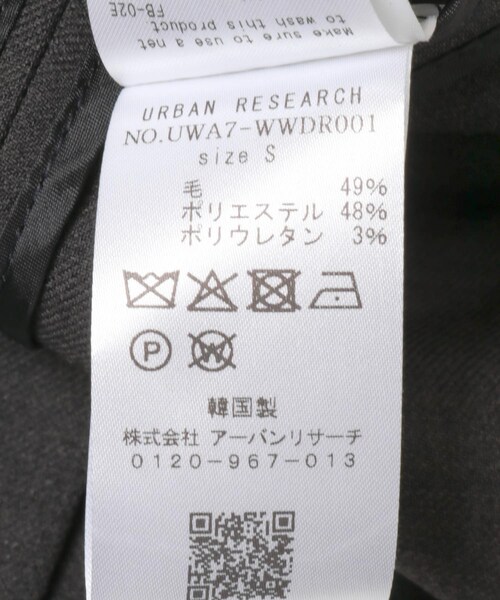 Make sure to use a net
to wash this product
FB-02E
URBAN RESEARCH
NO.UWA7-WWDR001
size S
毛 49%
ポリエステル 48%
ポリウレタン 3%
P
W
韓国製
株式会社 アーバンリサーチ
0120-967-013